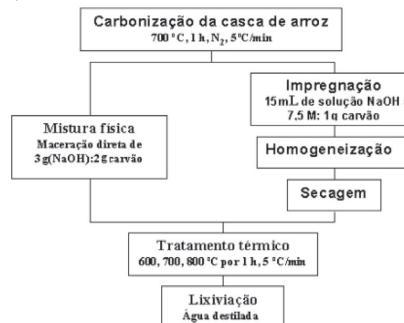 Carbonização da casca de arroz
700 °C, 1 h, N₂, 5°C/min
Mistura física
Maceração direta de
3 g(NaOH):2g carvão
Impregnação
15mL de solução NaOH
7,5 M: 1g carvão
Homogeneização
Secagem
Tratamento térmico
600, 700, 800 °C por 1 h, 5 °C/min
Lixiviação
Água destilada